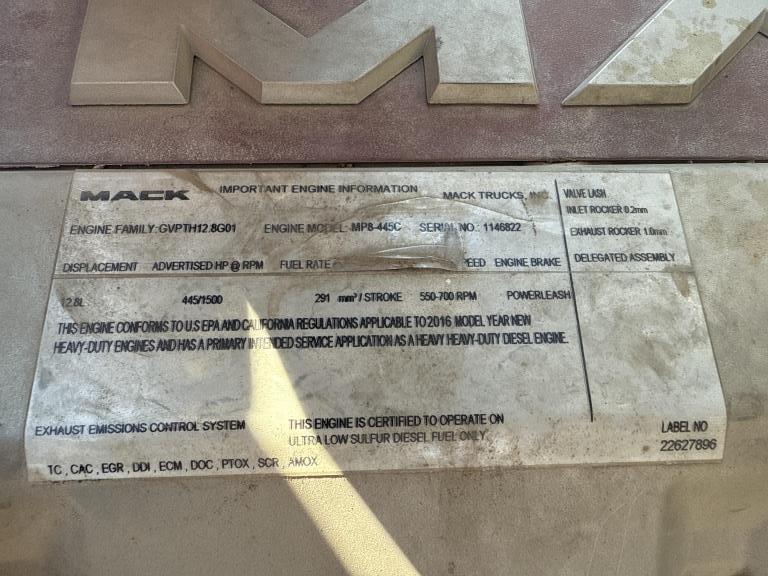 MACK IMPORTANT ENGINE INFORMATION MACK TRUCKS, INC. VALVE LASH
INLET ROCKER 0.2mm
ENGINE FAMILY: GVPTH12.8G01 ENGINE MODEL: MP8-445C SERIAL NO.: 1146822 EXHAUST ROCKER 1.0mm
DISPLACEMENT ADVERTISED HP @ RPM FUEL RATE @ ENGINE BRAKE DELEGATED ASSEMBLY
12.8L 445/1500 291 mm³ / STROKE 550-700 RPM POWERLEASH
THIS ENGINE CONFORMS TO U.S EPA AND CALIFORNIA REGULATIONS APPLICABLE TO 2016 MODEL YEAR NEW
HEAVY-DUTY ENGINES AND HAS A PRIMARY INTENDED SERVICE APPLICATION AS A HEAVY HEAVY-DUTY DIESEL ENGINE.
EXHAUST EMISSIONS CONTROL SYSTEM THIS ENGINE IS CERTIFIED TO OPERATE ON LABEL NO
ULTRA LOW SULFUR DIESEL FUEL ONLY 22627896
TC , CAC , EGR , DDI , ECM , DOC , PTOX , SCR , AMOX